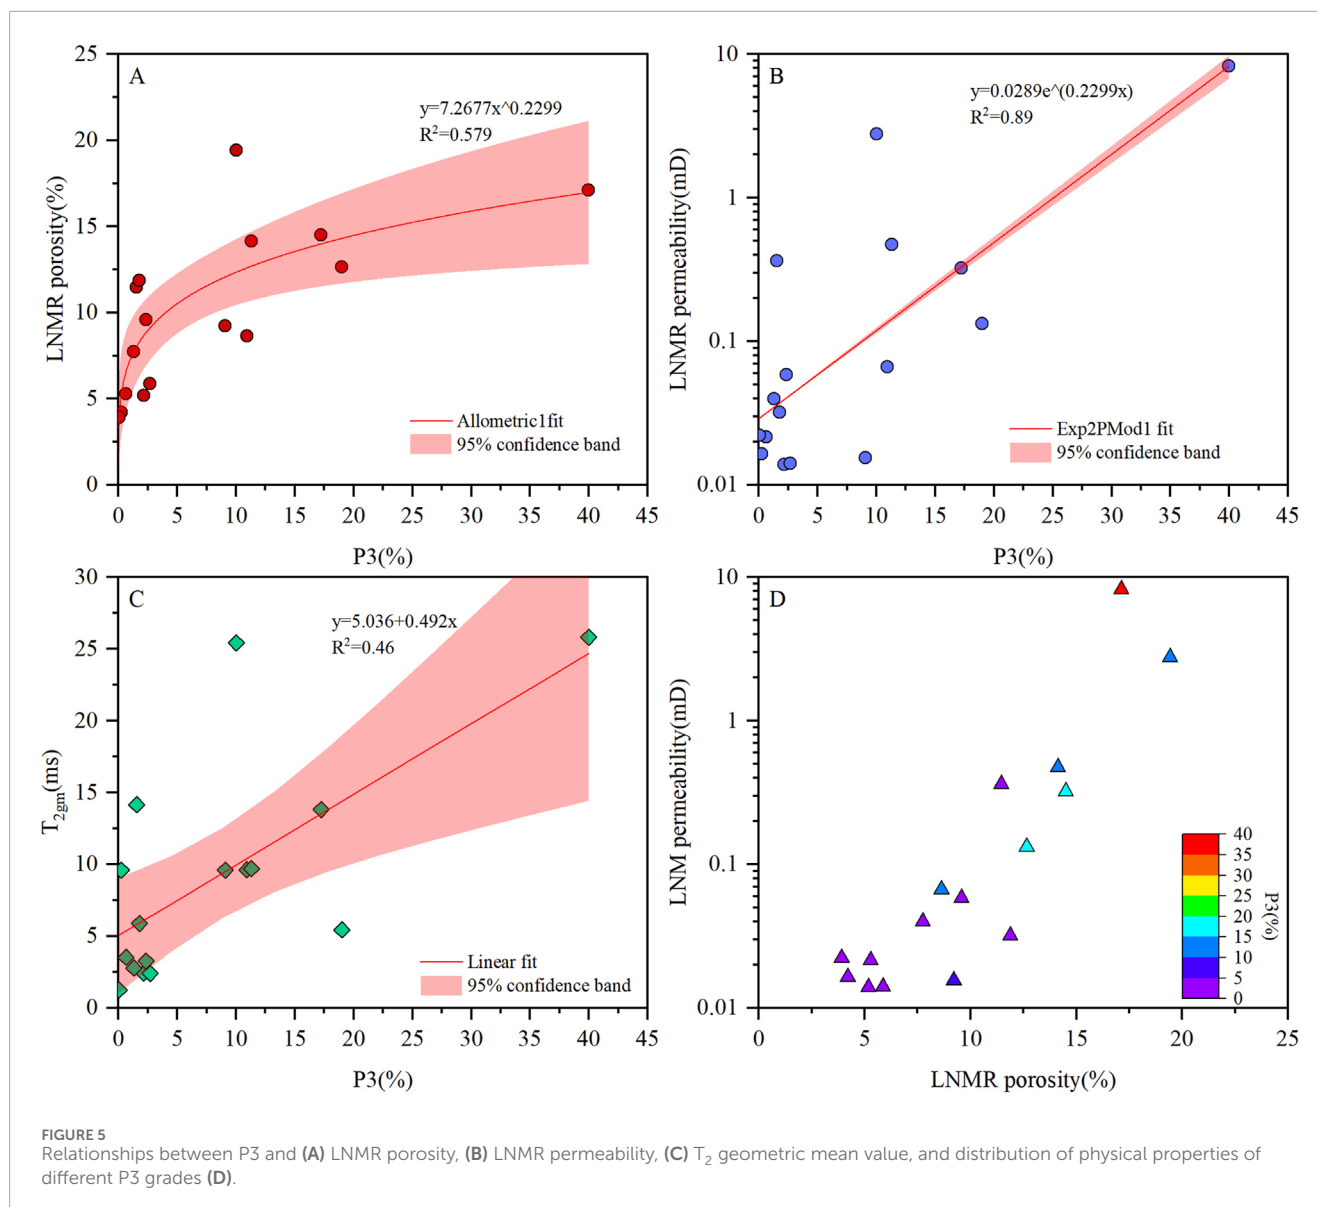 25
20
15
10
5
0
LNMR porosity(%)
A
y=7.2677x^0.2299
R²=0.579
Allometric1fit
95% confidence band
0 5 10 15 20 25 30 35 40 45
P3(%)
10
1
0.1
0.01
LNMR permeability(mD)
B
y=0.0289e^(0.2299x)
R²=0.89
Exp2PMod1 fit
95% confidence band
0 5 10 15 20 25 30 35 40 45
P3(%)
30
25
20
15
10
5
0
T₂gm(ms)
C
y=5.036+0.492x
R²=0.46
Linear fit
95% confidence band
0 5 10 15 20 25 30 35 40 45
P3(%)
10
1
0.1
0.01
LNM permeability(mD)
D
40
35
30
25
20
15
10
5
0
P3(%)
0 5 10 15 20 25
LNMR porosity(%)
FIGURE 5
Relationships between P3 and (A) LNMR porosity, (B) LNMR permeability, (C) T₂ geometric mean value, and distribution of physical properties of
different P3 grades (D).